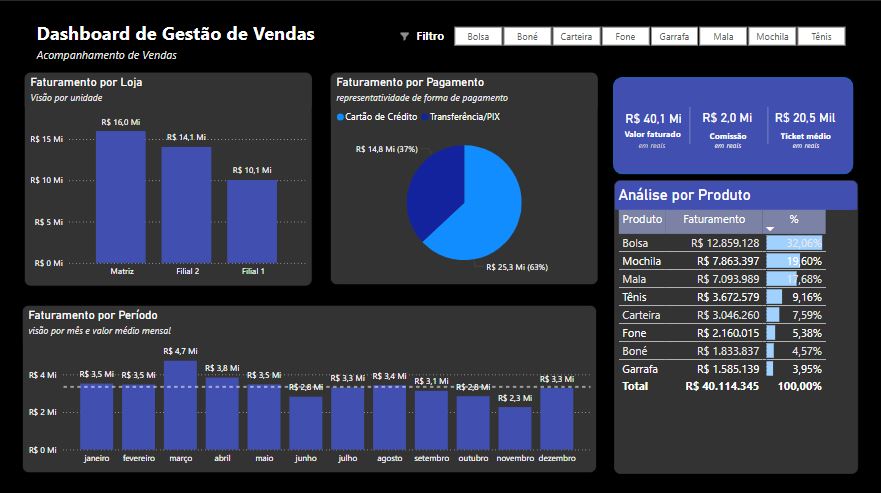 Dashboard de Gestão de Vendas
Acompanhamento de Vendas
Filtro
Bolsa Boné Carteira Fone Garrafa Mala Mochila Tênis
Faturamento por Loja
Visão por unidade
R$ 15 Mi
R$ 10 Mi
R$ 5 Mi
R$ 0 Mi
R$ 16,0 Mi
R$ 14,1 Mi
R$ 10,1 Mi
Matriz Filial 2 Filial 1
Faturamento por Pagamento
representatividade de forma de pagamento
Cartão de Crédito Transferência/PIX
R$ 14,8 Mi (37%)
R$ 25,3 Mi (63%)
R$ 40,1 Mi
Valor faturado
em reais
R$ 2,0 Mi
Comissão
em reais
R$ 20,5 Mil
Ticket médio
em reais
Análise por Produto
Produto Faturamento %
Bolsa R$ 12.859.128 32,06%
Mochila R$ 7.863.397 19,60%
Mala R$ 7.093.989 17,68%
Tênis R$ 3.672.579 9,16%
Carteira R$ 3.046.260 7,59%
Fone R$ 2.160.015 5,38%
Boné R$ 1.833.837 4,57%
Garrafa R$ 1.585.139 3,95%
Total R$ 40.114.345 100,00%
Faturamento por Período
visão por mês e valor médio mensal
R$ 4 Mi
R$ 2 Mi
R$ 0 Mi
R$ 3,5 Mi R$ 3,5 Mi R$ 4,7 Mi R$ 3,8 Mi R$ 3,5 Mi R$ 2,8 Mi R$ 3,3 Mi R$ 3,4 Mi R$ 3,1 Mi R$ 2,8 Mi R$ 2,3 Mi R$ 3,3 Mi
janeiro fevereiro março abril maio junho julho agosto setembro outubro novembro dezembro